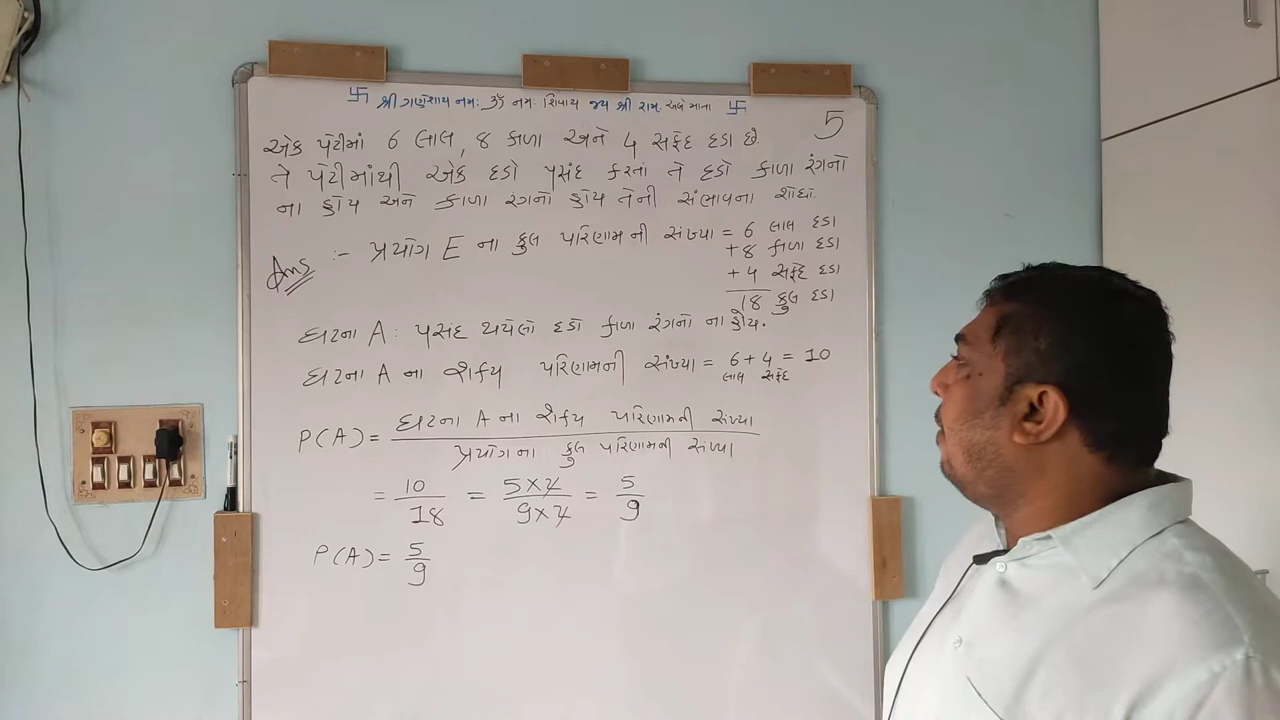 卐 શ્રી ગણેશાય નમઃ ૐ નમઃ શિવાય જય શ્રી રામ. અંબે માતા 卐
5
એક પેટીમાં 6 લાલ, 8 કાળા અને 4 સફેદ દડા છે.
તે પેટીમાંથી એક દડો પસંદ કરતા તે દડો કાળા રંગનો
ના હોય અને કાળા રંગનો હોય તેની સંભાવના શોધો.
Ans :- પ્રયોગ E ના કુલ પરિણામ ની સંખ્યા = 6 લાલ દડા
+8 કાળા દડા
+4 સફેદ દડા
18 કુલ દડા
ઘટના A: પસંદ થયેલો દડો કાળા રંગનો ના હોય.
ઘટના A ના શક્ય પરિણામની સંખ્યા = 6 + 4 = 10
લાલ સફેદ
P(A) = ઘટના A ના શક્ય પરિણામની સંખ્યા
પ્રયોગ ના કુલ પરિણામની સંખ્યા
= 10/18 = 5×2/9×2 = 5/9
P(A) = 5/9